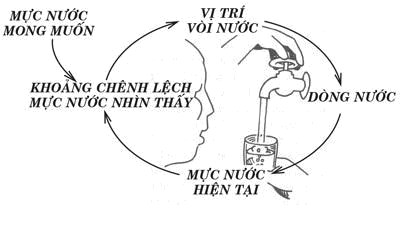 MỰC NƯỚC
MONG MUỐN
VỊ TRÍ
VÒI NƯỚC
KHOẢNG CHÊNH LỆCH
MỰC NƯỚC NHÌN THẤY
DÒNG NƯỚC
MỰC NƯỚC
HIỆN TẠI